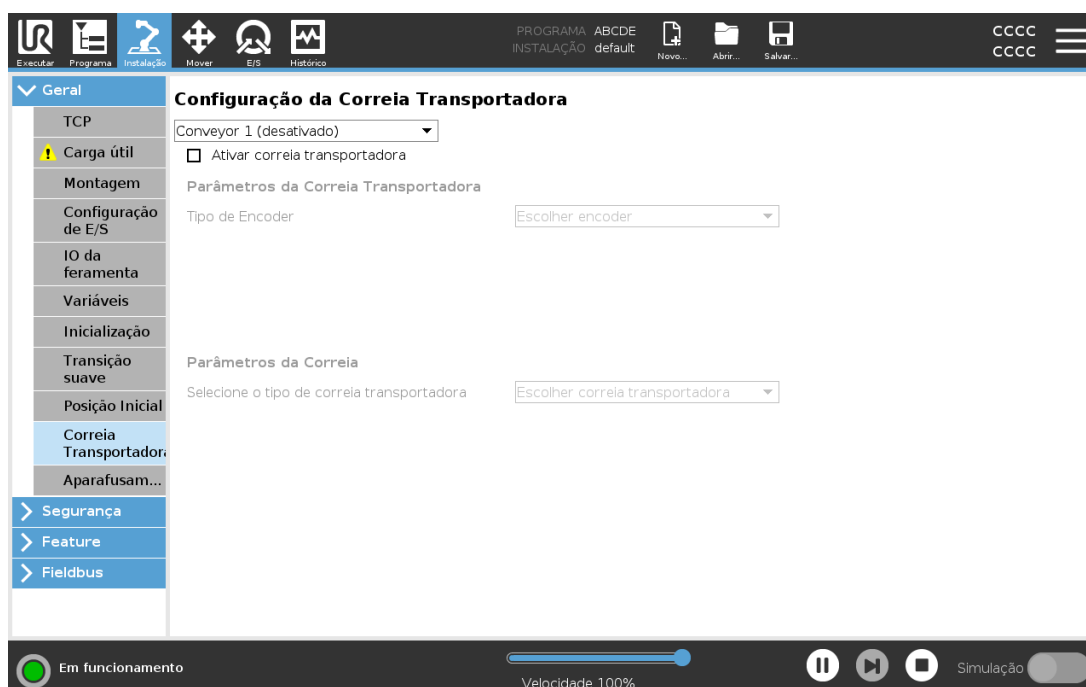 PROGRAMA ABCDE
INSTALAÇÃO default
CCCC
CCCC
Executar Programa Instalação Mover E/S Histórico Novo... Abrir... Salvar...
Geral
TCP
Carga útil
Montagem
Configuração
de E/S
IO da
feramenta
Variáveis
Inicialização
Transição
suave
Posição Inicial
Correia
Transportadora
Aparafusam...
Segurança
Feature
Fieldbus
Configuração da Correia Transportadora
Conveyor 1 (desativado)
Ativar correia transportadora
Parâmetros da Correia Transportadora
Tipo de Encoder Escolher encoder
Parâmetros da Correia
Selecione o tipo de correia transportadora Escolher correia transportadora
Em funcionamento
Velocidade 100%
Simulação